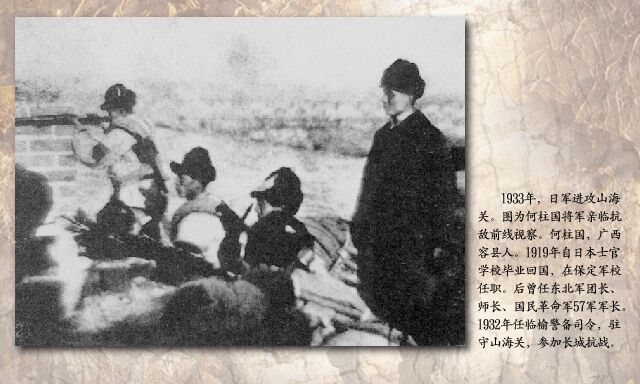 1933年，日军进攻山海
关。图为何柱国将军亲临抗
敌前线视察。何柱国，广西
容县人。1919年自日本士官
学校毕业回国，在保定军校
任职。后曾任东北军团长、
师长、国民革命军57军军长。
1932年任临榆警备司令，驻
守山海关，参加长城抗战。